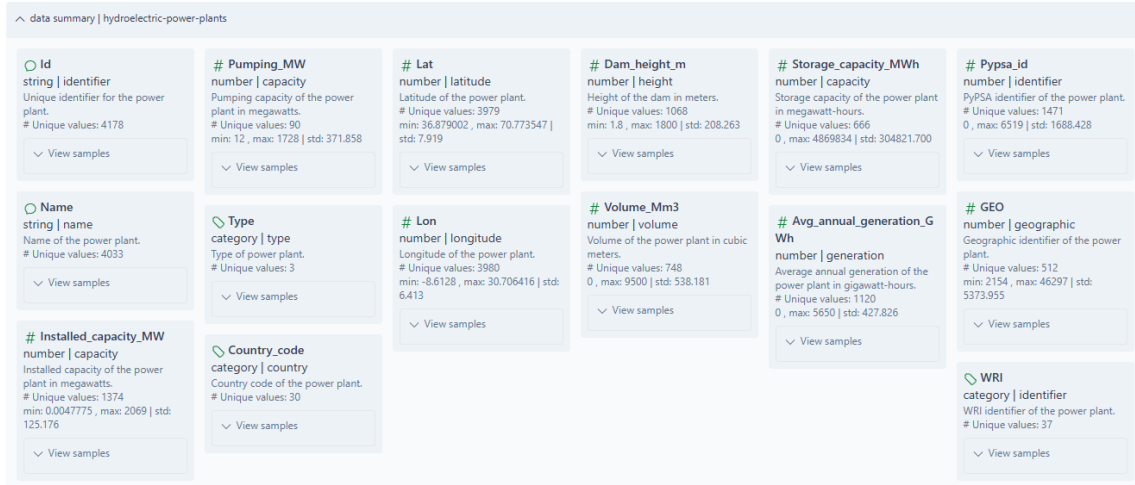 data summary | hydroelectric-power-plants
Id
string | identifier
Unique identifier for the power
plant.
# Unique values: 4178
View samples
Name
string | name
Name of the power plant.
# Unique values: 4033
View samples
# Installed_capacity_MW
number | capacity
Installed capacity of the power
plant in megawatts.
# Unique values: 1374
min: 0.0047775 , max: 2069 | std:
125.176
View samples
# Pumping_MW
number | capacity
Pumping capacity of the power
plant in megawatts.
# Unique values: 90
min: 12 , max: 1728 | std: 371.858
View samples
Type
category | type
Type of power plant.
# Unique values: 3
View samples
Country_code
category | country
Country code of the power plant.
# Unique values: 30
View samples
# Lat
number | latitude
Latitude of the power plant.
# Unique values: 3979
min: 36.879002 , max: 70.773547 |
std: 7.919
View samples
# Lon
number | longitude
Longitude of the power plant.
# Unique values: 3980
min: -8.6128 , max: 30.706416 | std:
6.413
View samples
# Dam_height_m
number | height
Height of the dam in meters.
# Unique values: 1068
min: 1.8 , max: 1800 | std: 208.263
View samples
# Volume_Mm3
number | volume
Volume of the power plant in cubic
meters.
# Unique values: 748
0 , max: 9500 | std: 538.181
View samples
# Storage_capacity_MWh
number | capacity
Storage capacity of the power plant
in megawatt-hours.
# Unique values: 666
0 , max: 4869834 | std: 304821.700
View samples
# Avg_annual_generation_G
Wh
number | generation
Average annual generation of the
power plant in gigawatt-hours.
# Unique values: 1120
0 , max: 5650 | std: 427.826
View samples
# Pypsa_id
number | identifier
PyPSA identifier of the power plant.
# Unique values: 1471
0 , max: 6519 | std: 1688.428
View samples
# GEO
number | geographic
Geographic identifier of the power
plant.
# Unique values: 512
min: 2154 , max: 46297 | std:
5373.955
View samples
WRI
category | identifier
WRI identifier of the power plant.
# Unique values: 37
View samples